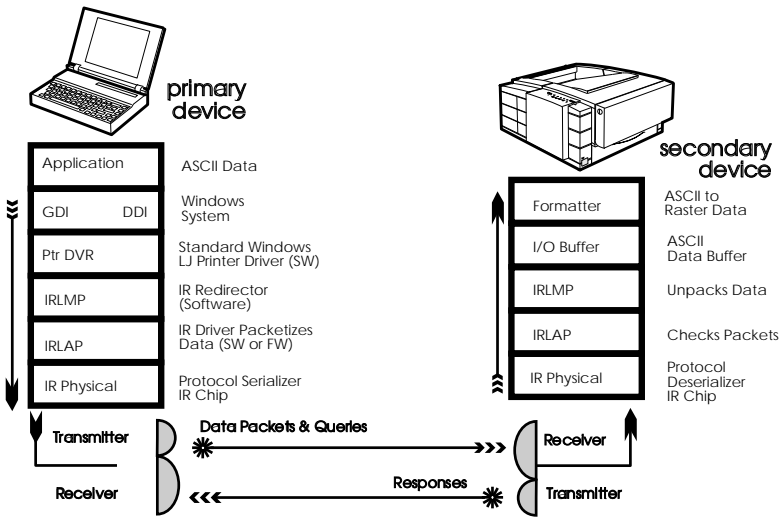 primary
device
Application
ASCII Data
GDI DDI
Windows
System
Ptr DVR
Standard Windows
LJ Printer Driver (SW)
IRLMP
IR Redirector
(Software)
IRLAP
IR Driver Packetizes
Data (SW or FW)
IR Physical
Protocol Serializer
IR Chip
secondary
device
Formatter
ASCII to
Raster Data
I/O Buffer
ASCII
Data Buffer
IRLMP
Unpacks Data
IRLAP
Checks Packets
IR Physical
Protocol
Deserializer
IR Chip
Transmitter
Data Packets & Queries
Receiver
Receiver
Responses
Transmitter